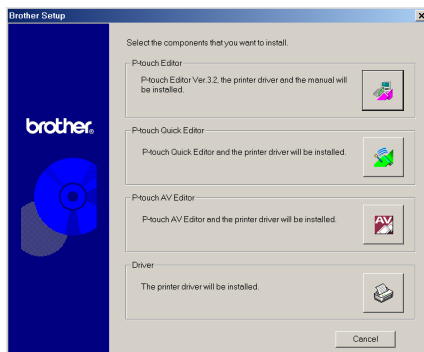 Brother Setup
Select the components that you want to install.
P-touch Editor
P-touch Editor Ver.3.2, the printer driver and the manual will
be installed.
brother®
P-touch Quick Editor
P-touch Quick Editor and the printer driver will be installed.
P-touch AV Editor
P-touch AV Editor and the printer driver will be installed.
AV
Driver
The printer driver will be installed.
Cancel